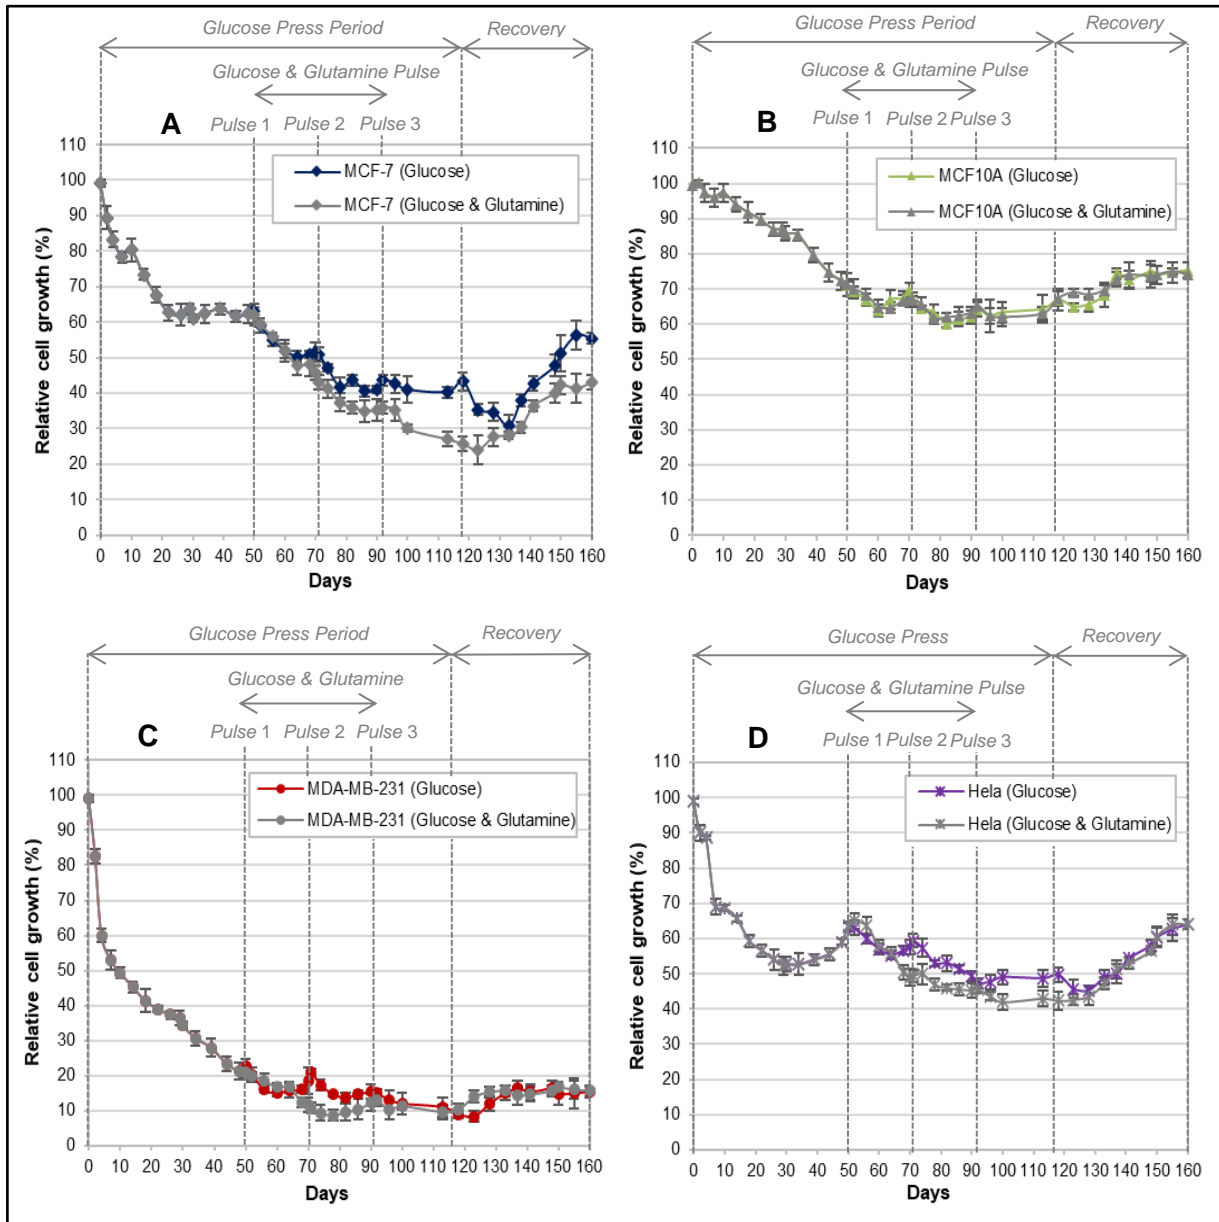 Glucose Press Period
Recovery
Glucose & Glutamine Pulse
A
Pulse 1
Pulse 2
Pulse 3
MCF-7 (Glucose)
MCF-7 (Glucose & Glutamine)
Relative cell growth (%)
110
100
90
80
70
60
50
40
30
20
10
0
0 10 20 30 40 50 60 70 80 90 100 110 120 130 140 150 160
Days
Glucose Press Period
Recovery
Glucose & Glutamine Pulse
B
Pulse 1
Pulse 2
Pulse 3
MCF10A (Glucose)
MCF10A (Glucose & Glutamine)
Relative cell growth (%)
110
100
90
80
70
60
50
40
30
20
10
0
0 10 20 30 40 50 60 70 80 90 100 110 120 130 140 150 160
Days
Glucose Press Period
Recovery
Glucose & Glutamine
C
Pulse 1
Pulse 2
Pulse 3
MDA-MB-231 (Glucose)
MDA-MB-231 (Glucose & Glutamine)
Relative cell growth (%)
110
100
90
80
70
60
50
40
30
20
10
0
0 10 20 30 40 50 60 70 80 90 100 110 120 130 140 150 160
Days
Glucose Press
Recovery
Glucose & Glutamine Pulse
D
Pulse 1
Pulse 2
Pulse 3
Hela (Glucose)
Hela (Glucose & Glutamine)
Relative cell growth (%)
110
100
90
80
70
60
50
40
30
20
10
0
0 10 20 30 40 50 60 70 80 90 100 110 120 130 140 150 160
Days